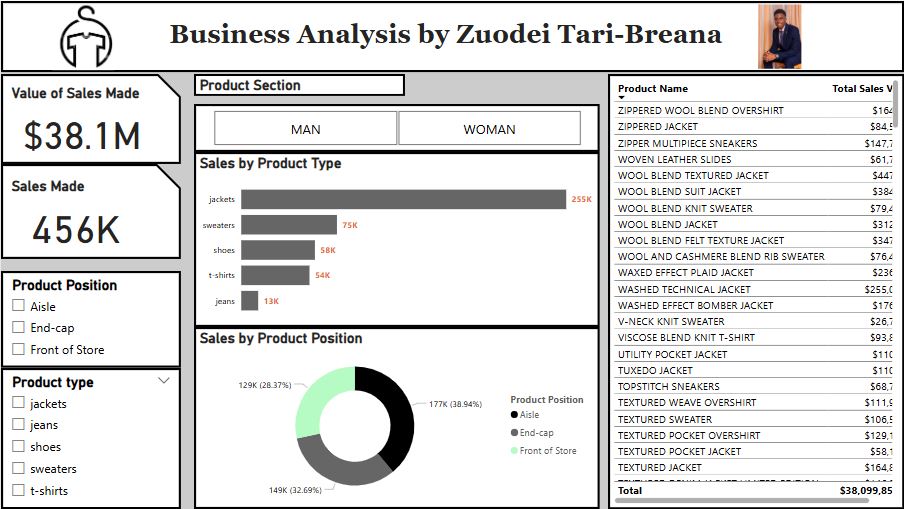 Business Analysis by Zuodei Tari-Breana
Value of Sales Made
$38.1M
Sales Made
456K
Product Position
Aisle
End-cap
Front of Store
Product type
jackets
jeans
shoes
sweaters
t-shirts
Product Section
MAN
WOMAN
Sales by Product Type
jackets 255K
sweaters 75K
shoes 58K
t-shirts 54K
jeans 13K
Sales by Product Position
129K (28.37%)
177K (38.94%)
149K (32.69%)
Product Position
Aisle
End-cap
Front of Store
Product Name Total Sales V
ZIPPERED WOOL BLEND OVERSHIRT $164
ZIPPERED JACKET $84,5
ZIPPER MULTIPIECE SNEAKERS $147,7
WOVEN LEATHER SLIDES $61,7
WOOL BLEND TEXTURED JACKET $447
WOOL BLEND SUIT JACKET $384
WOOL BLEND KNIT SWEATER $79,4
WOOL BLEND JACKET $312
WOOL BLEND FELT TEXTURE JACKET $347
WOOL AND CASHMERE BLEND RIB SWEATER $76,4
WAXED EFFECT PLAID JACKET $236
WASHED TECHNICAL JACKET $255,0
WASHED EFFECT BOMBER JACKET $176
V-NECK KNIT SWEATER $26,7
VISCOSE BLEND KNIT T-SHIRT $93,8
UTILITY POCKET JACKET $110
TUXEDO JACKET $110
TOPSTITCH SNEAKERS $68,7
TEXTURED WEAVE OVERSHIRT $111,9
TEXTURED SWEATER $106,5
TEXTURED POCKET OVERSHIRT $129,1
TEXTURED POCKET JACKET $58,1
TEXTURED JACKET $164,8
Total $38,099,85